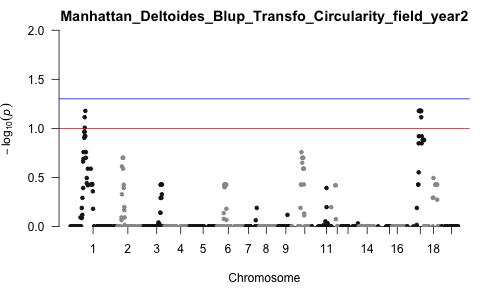 Manhattan_Deltoides_Blup_Transfo_Circularity_field_year2
2.0
1.5
1.0
0.5
0.0
− log10(p)
1 2 3 4 5 6 7 8 9 11 14 16 18
Chromosome